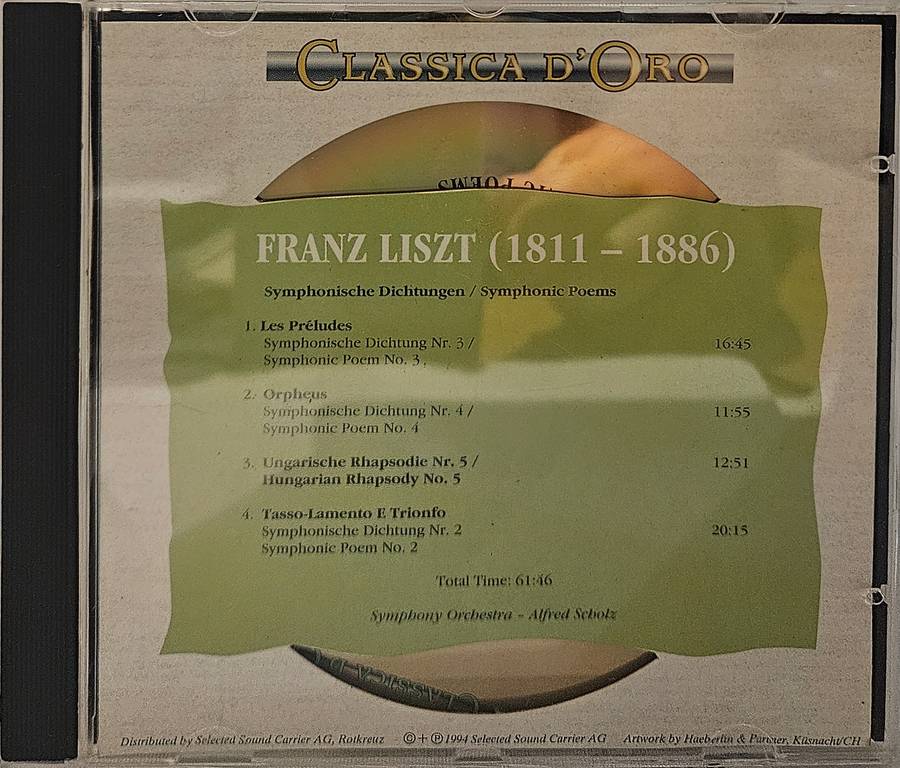 CLASSICA D'ORO
FRANZ LISZT (1811 – 1886)
Symphonische Dichtungen / Symphonic Poems
1. Les Préludes
Symphonische Dichtung Nr. 3 / 16:45
Symphonic Poem No. 3
2. Orpheus
Symphonische Dichtung Nr. 4 / 11:55
Symphonic Poem No. 4
3. Ungarische Rhapsodie Nr. 5 / 12:51
Hungarian Rhapsody No. 5
4. Tasso-Lamento E Trionfo
Symphonische Dichtung Nr. 2 20:15
Symphonic Poem No. 2
Total Time: 61:46
Symphony Orchestra – Alfred Scholz
CLASSICA D
Distributed by Selected Sound Carrier AG, Rotkreuz ©+℗1994 Selected Sound Carrier AG Artwork by Haeberlin & Partner, Küsnacht/CH